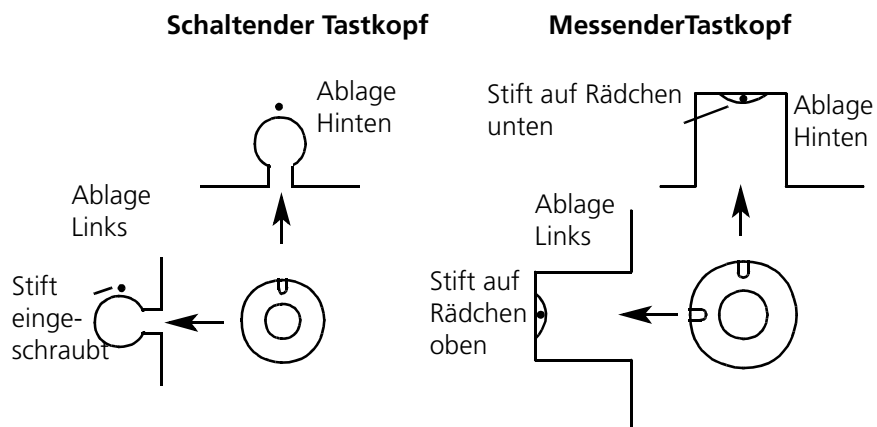 Schaltender Tastkopf
Ablage
Hinten
Ablage
Links
Stift
einge-
schraubt
MessenderTastkopf
Stift auf Rädchen
unten
Ablage
Hinten
Ablage
Links
Stift auf
Rädchen
oben